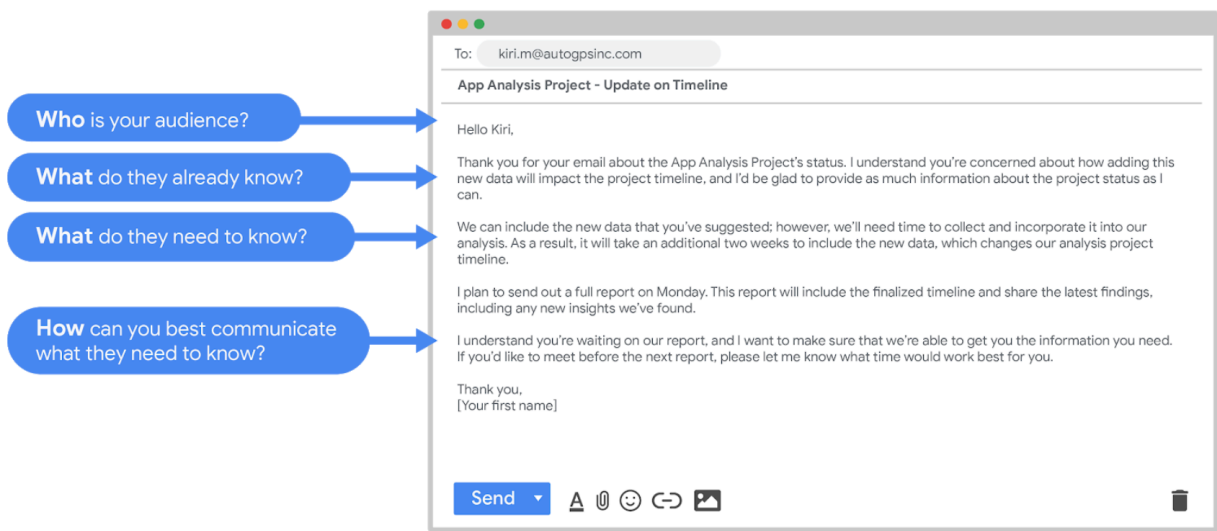 To: kiri.m@autogpsinc.com
App Analysis Project - Update on Timeline
Who is your audience?
Hello Kiri,
What do they already know?
Thank you for your email about the App Analysis Project's status. I understand you're concerned about how adding this
new data will impact the project timeline, and I'd be glad to provide as much information about the project status as I
can.
What do they need to know?
We can include the new data that you've suggested; however, we'll need time to collect and incorporate it into our
analysis. As a result, it will take an additional two weeks to include the new data, which changes our analysis project
timeline.
I plan to send out a full report on Monday. This report will include the finalized timeline and share the latest findings,
including any new insights we've found.
How can you best communicate
what they need to know?
I understand you're waiting on our report, and I want to make sure that we're able to get you the information you need.
If you'd like to meet before the next report, please let me know what time would work best for you.
Thank you,
[Your first name]
Send
A